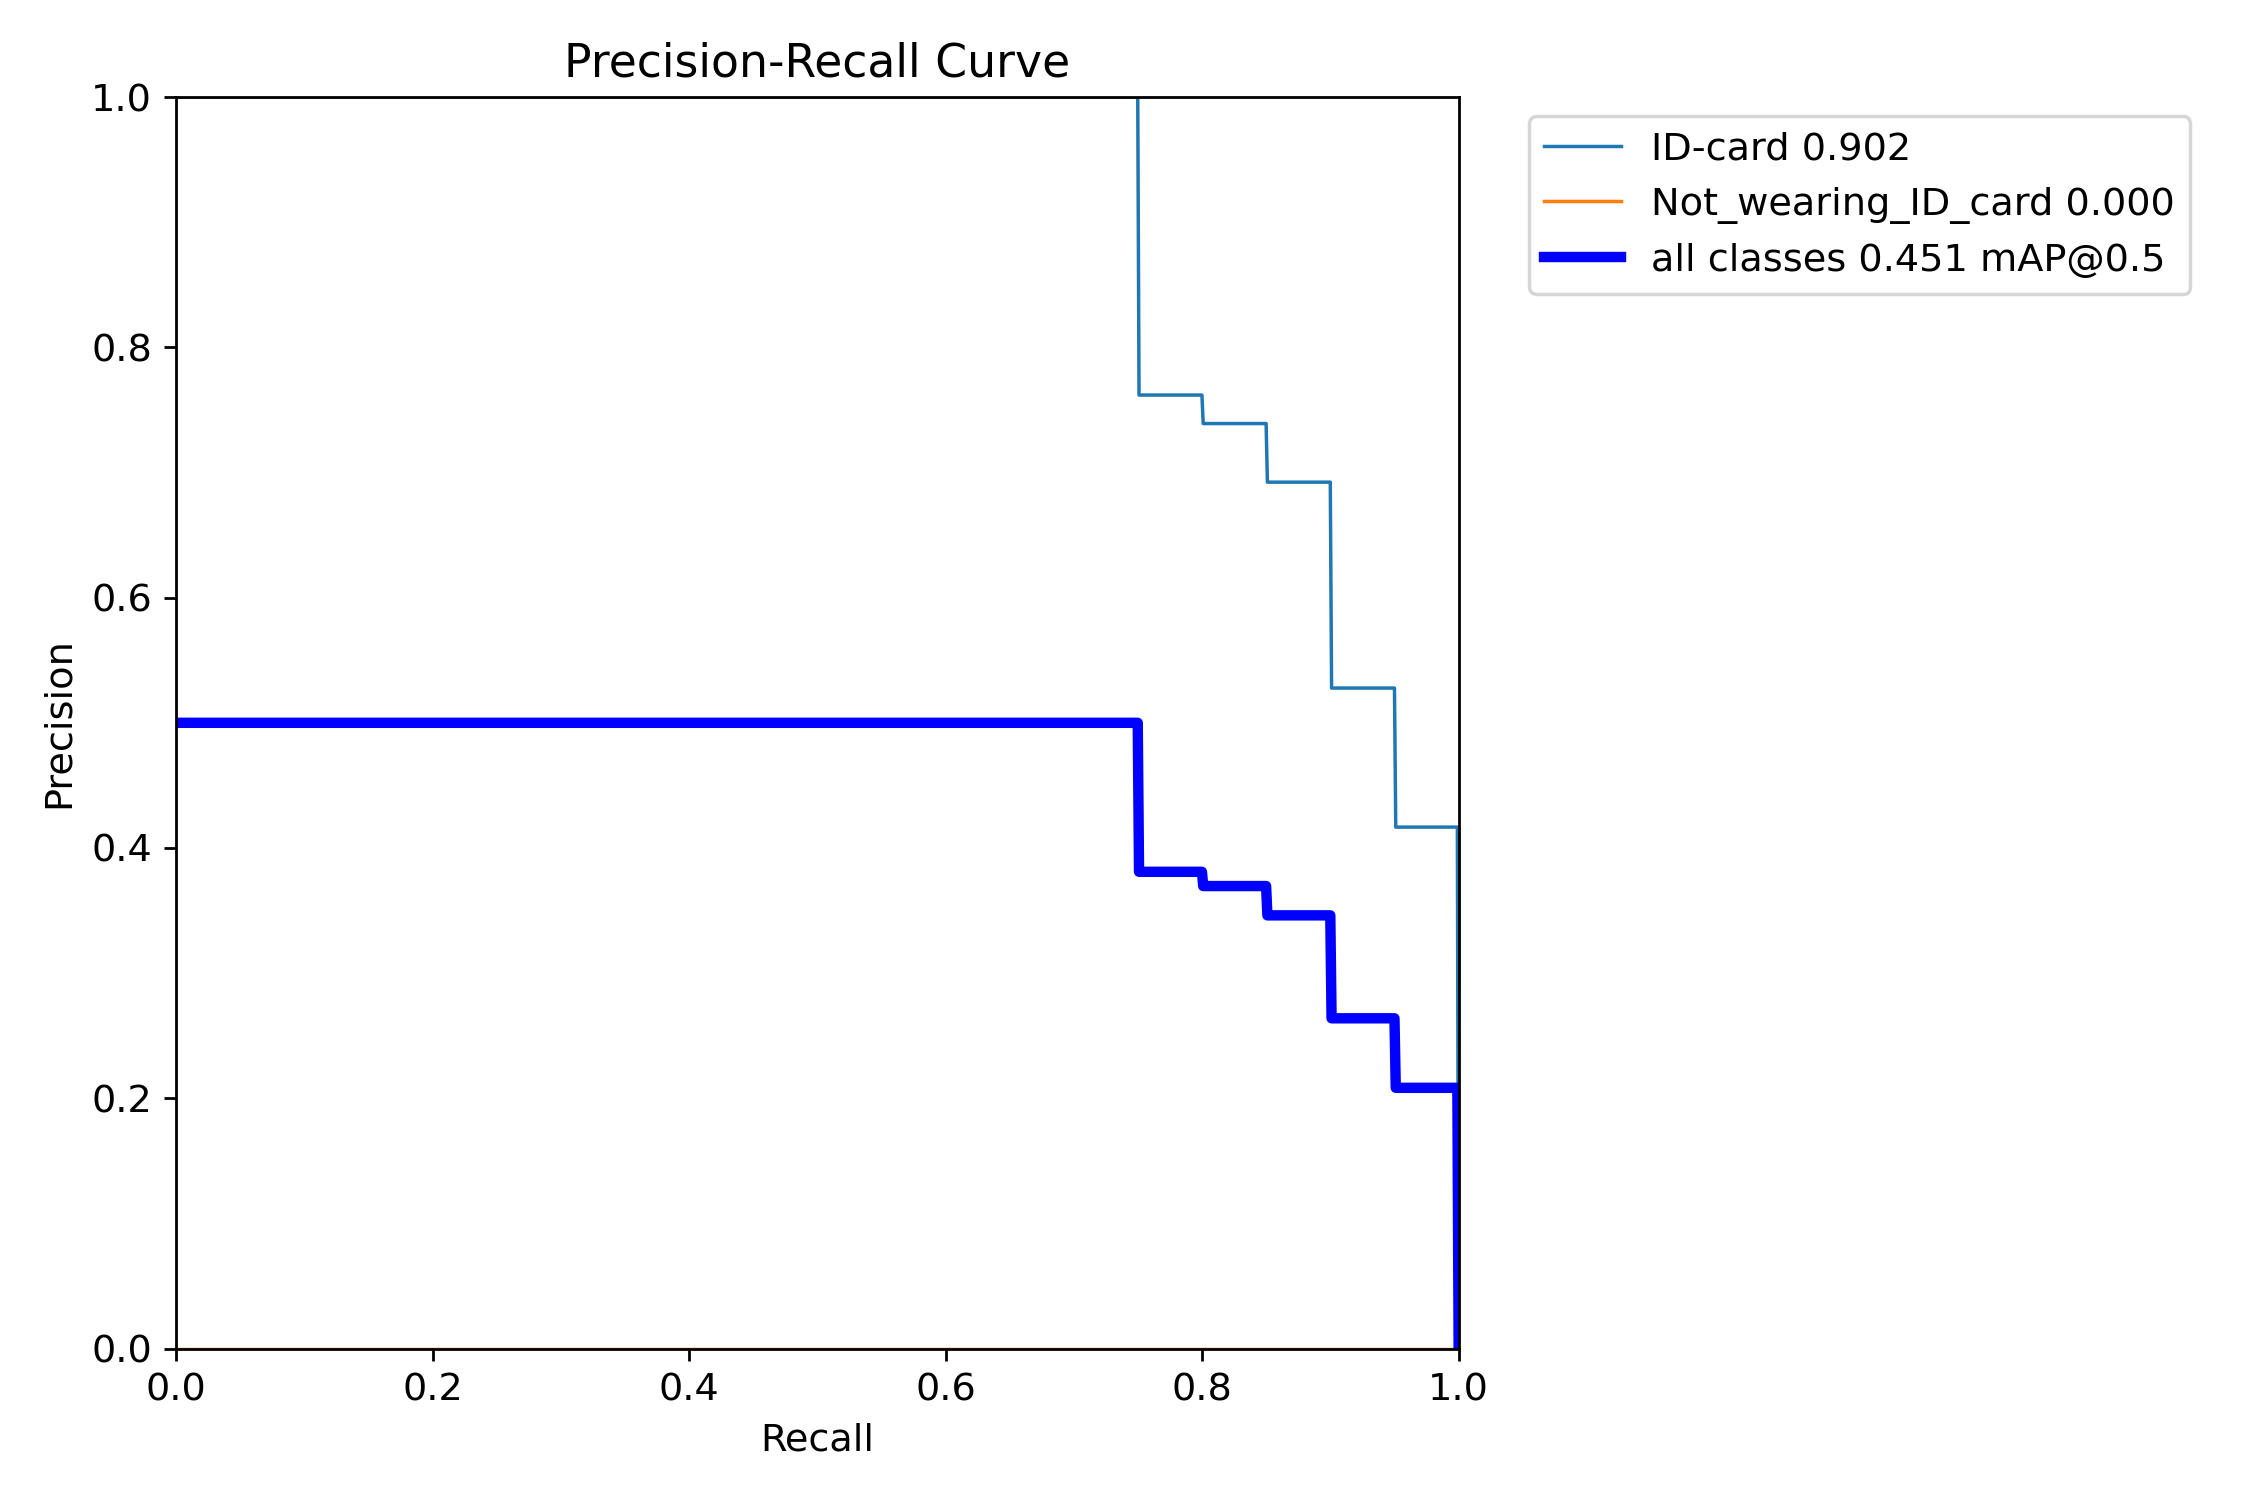 Precision-Recall Curve
1.0
0.8
0.6
0.4
0.2
0.0
Precision
0.0 0.2 0.4 0.6 0.8 1.0
Recall
ID-card 0.902
Not_wearing_ID_card 0.000
all classes 0.451 mAP@0.5